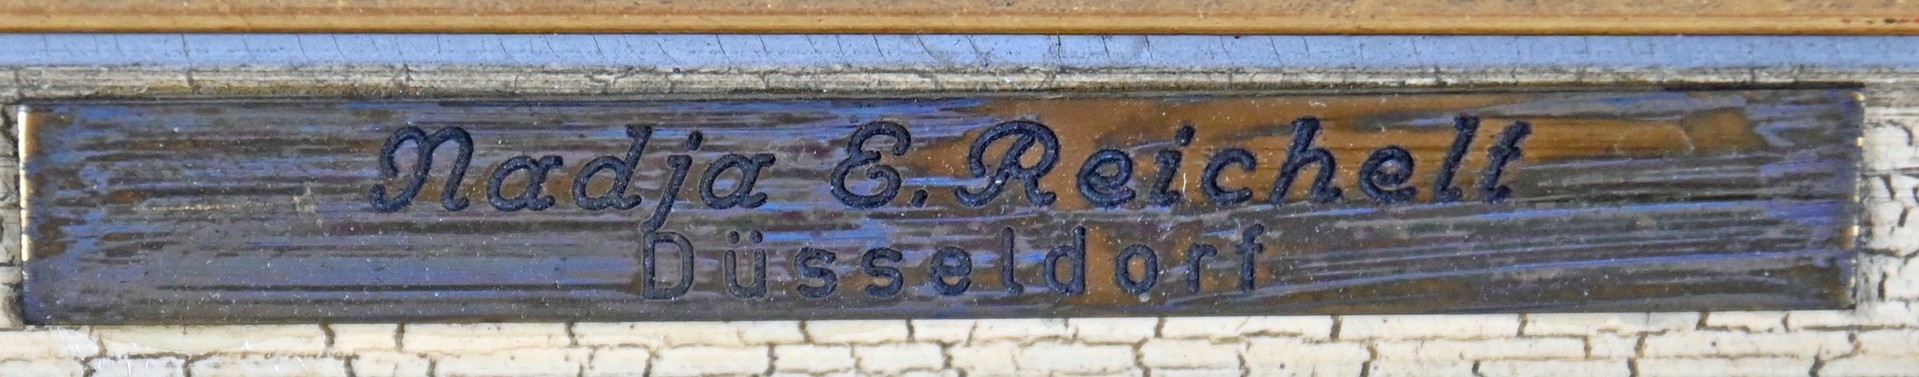 Nadja E. Reichelt
Düsseldorf